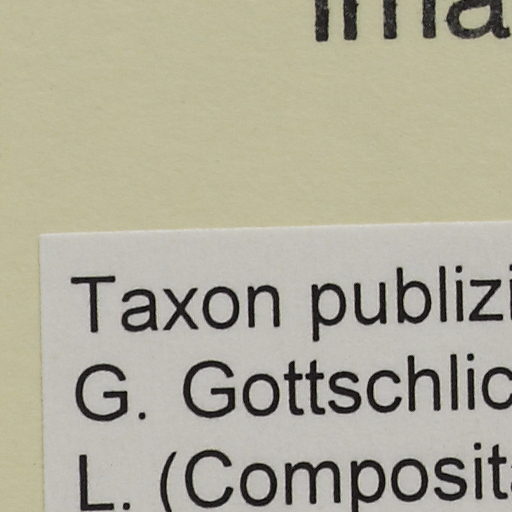 Taxon publizi
G. Gottschlic
L. (Composit